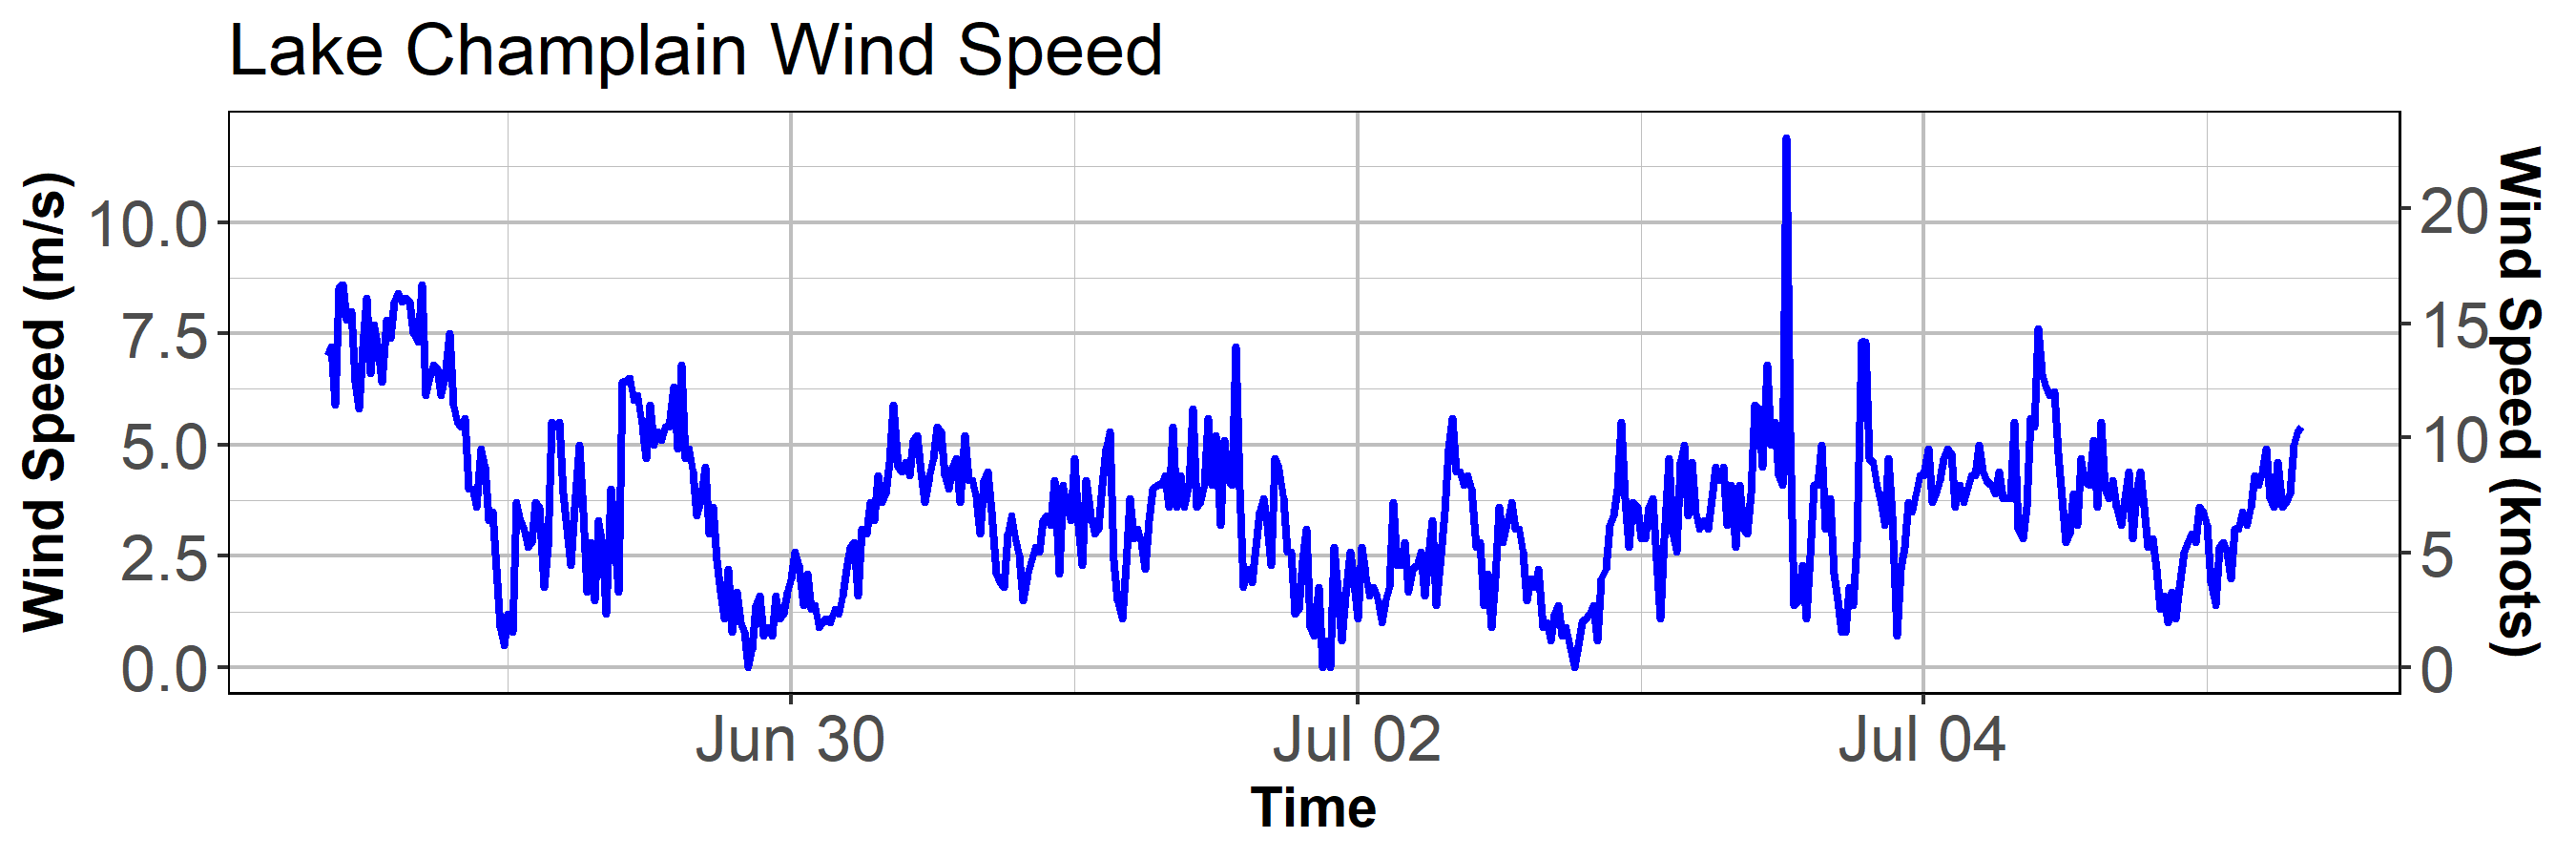 Lake Champlain Wind Speed
Wind Speed (m/s)
10.0
7.5
5.0
2.5
0.0
20
15
10
5
0
Wind Speed (knots)
Jun 30
Jul 02
Jul 04
Time